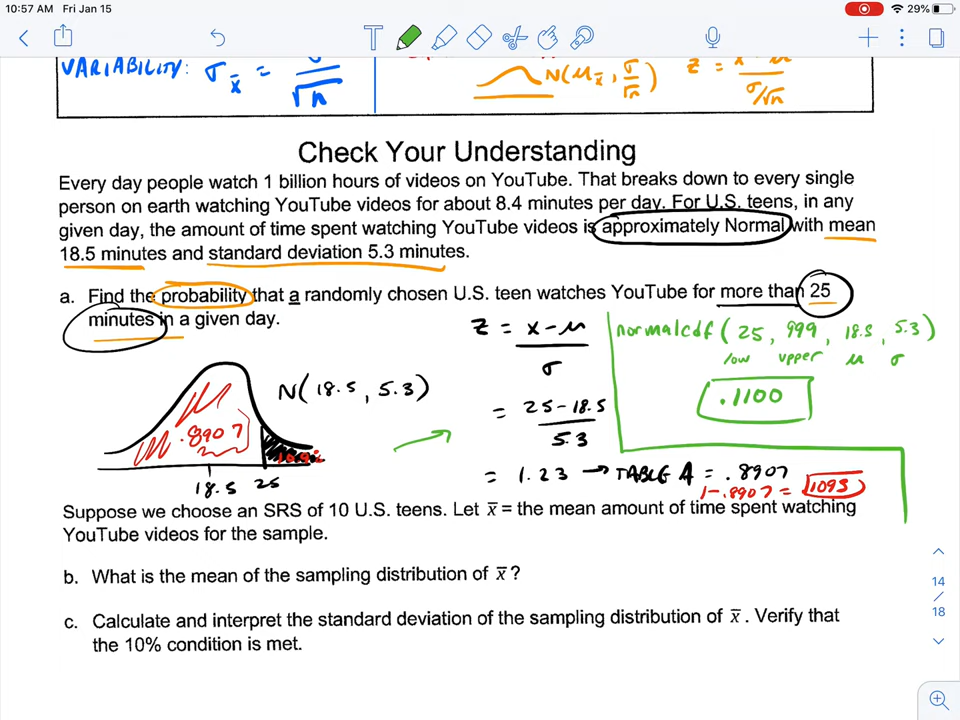 10:57 AM Fri Jan 15
29%
VARIABILITY: σx̄ = σ/√n
N(μx̄, σ/√n)
z = x̄ - μ / σ/√n
Check Your Understanding
Every day people watch 1 billion hours of videos on YouTube. That breaks down to every single
person on earth watching YouTube videos for about 8.4 minutes per day. For U.S. teens, in any
given day, the amount of time spent watching YouTube videos is approximately Normal with mean
18.5 minutes and standard deviation 5.3 minutes.
a. Find the probability that a randomly chosen U.S. teen watches YouTube for more than 25
minutes in a given day.
z = x - μ / σ
= 25 - 18.5 / 5.3
= 1.23 → TABLE A = .8907
1 - .8907 = .1093
normalcdf (25, 999, 18.5, 5.3)
low upper μ σ
.1100
N(18.5, 5.3)
.8907
18.5 25
Suppose we choose an SRS of 10 U.S. teens. Let x̄ = the mean amount of time spent watching
YouTube videos for the sample.
b. What is the mean of the sampling distribution of x̄ ?
c. Calculate and interpret the standard deviation of the sampling distribution of x̄ . Verify that
the 10% condition is met.
14
/
18